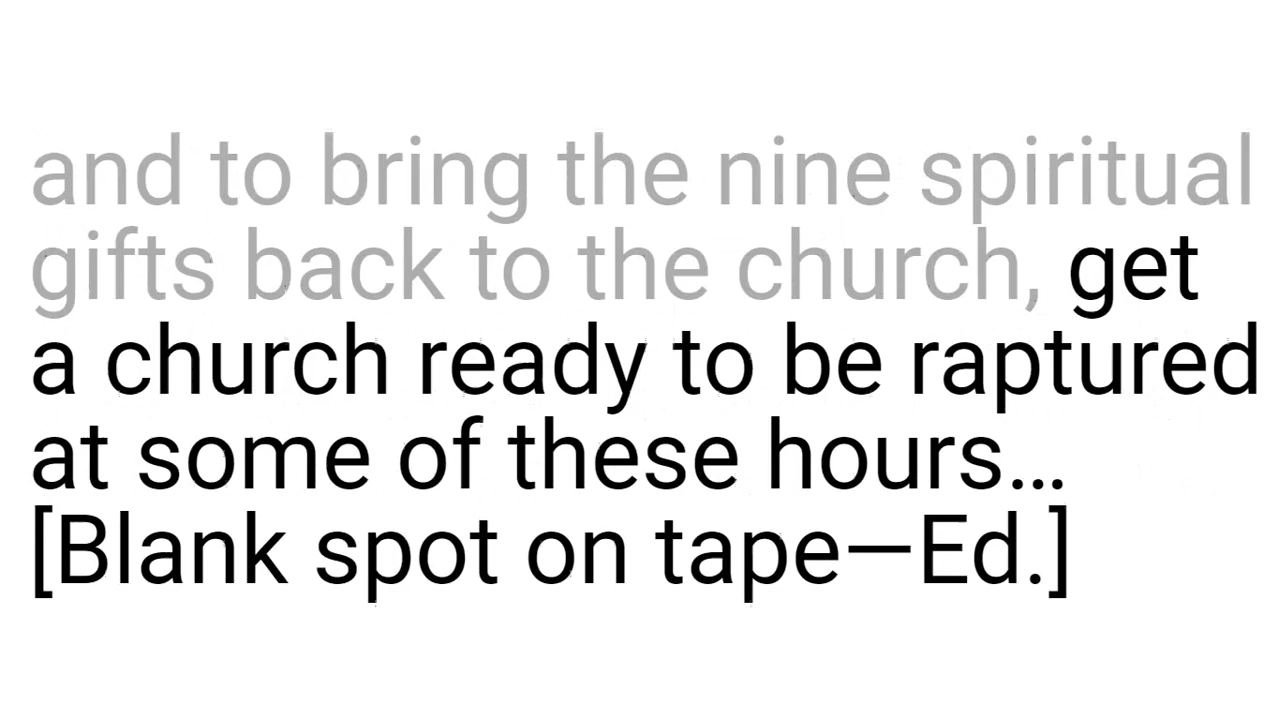 and to bring the nine spiritual
gifts back to the church, get
a church ready to be raptured
at some of these hours…
[Blank spot on tape—Ed.]